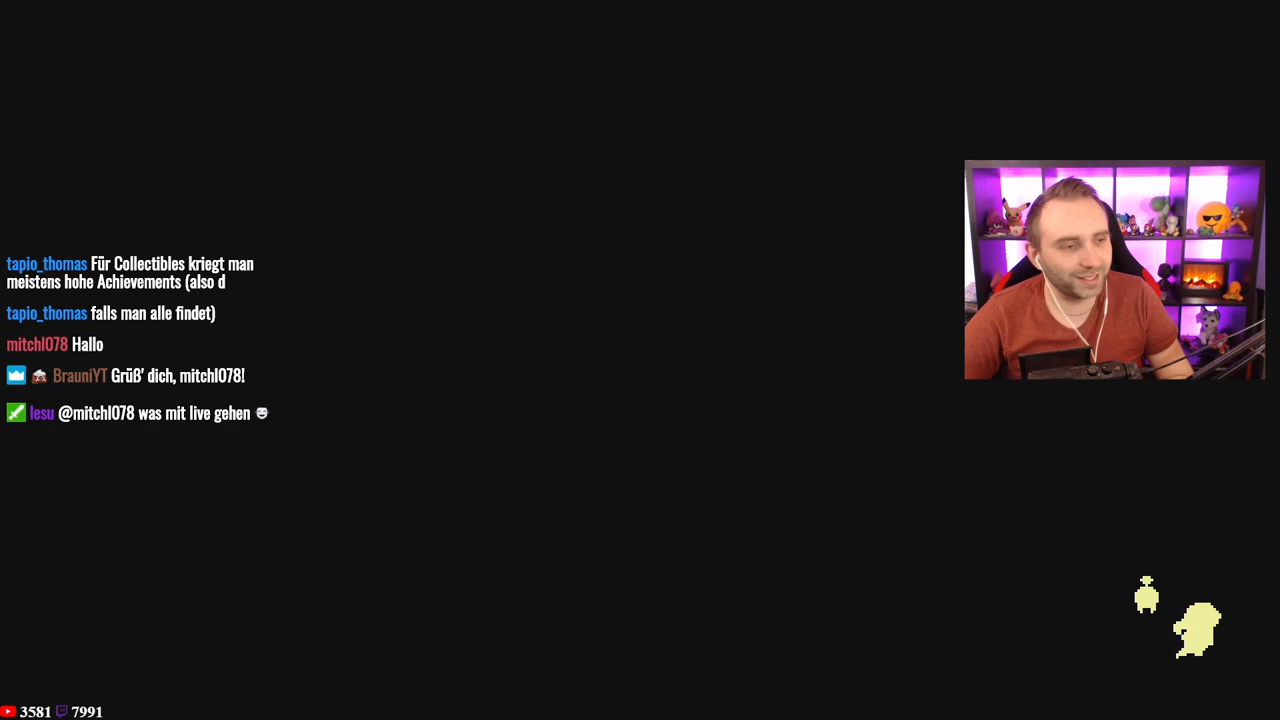 tapio_thomas Für Collectibles kriegt man
meistens hohe Achievements (also d
tapio_thomas falls man alle findet)
mitchl078 Hallo
BrauniYT Grüß' dich, mitchl078!
lesu @mitchl078 was mit live gehen
3581 7991